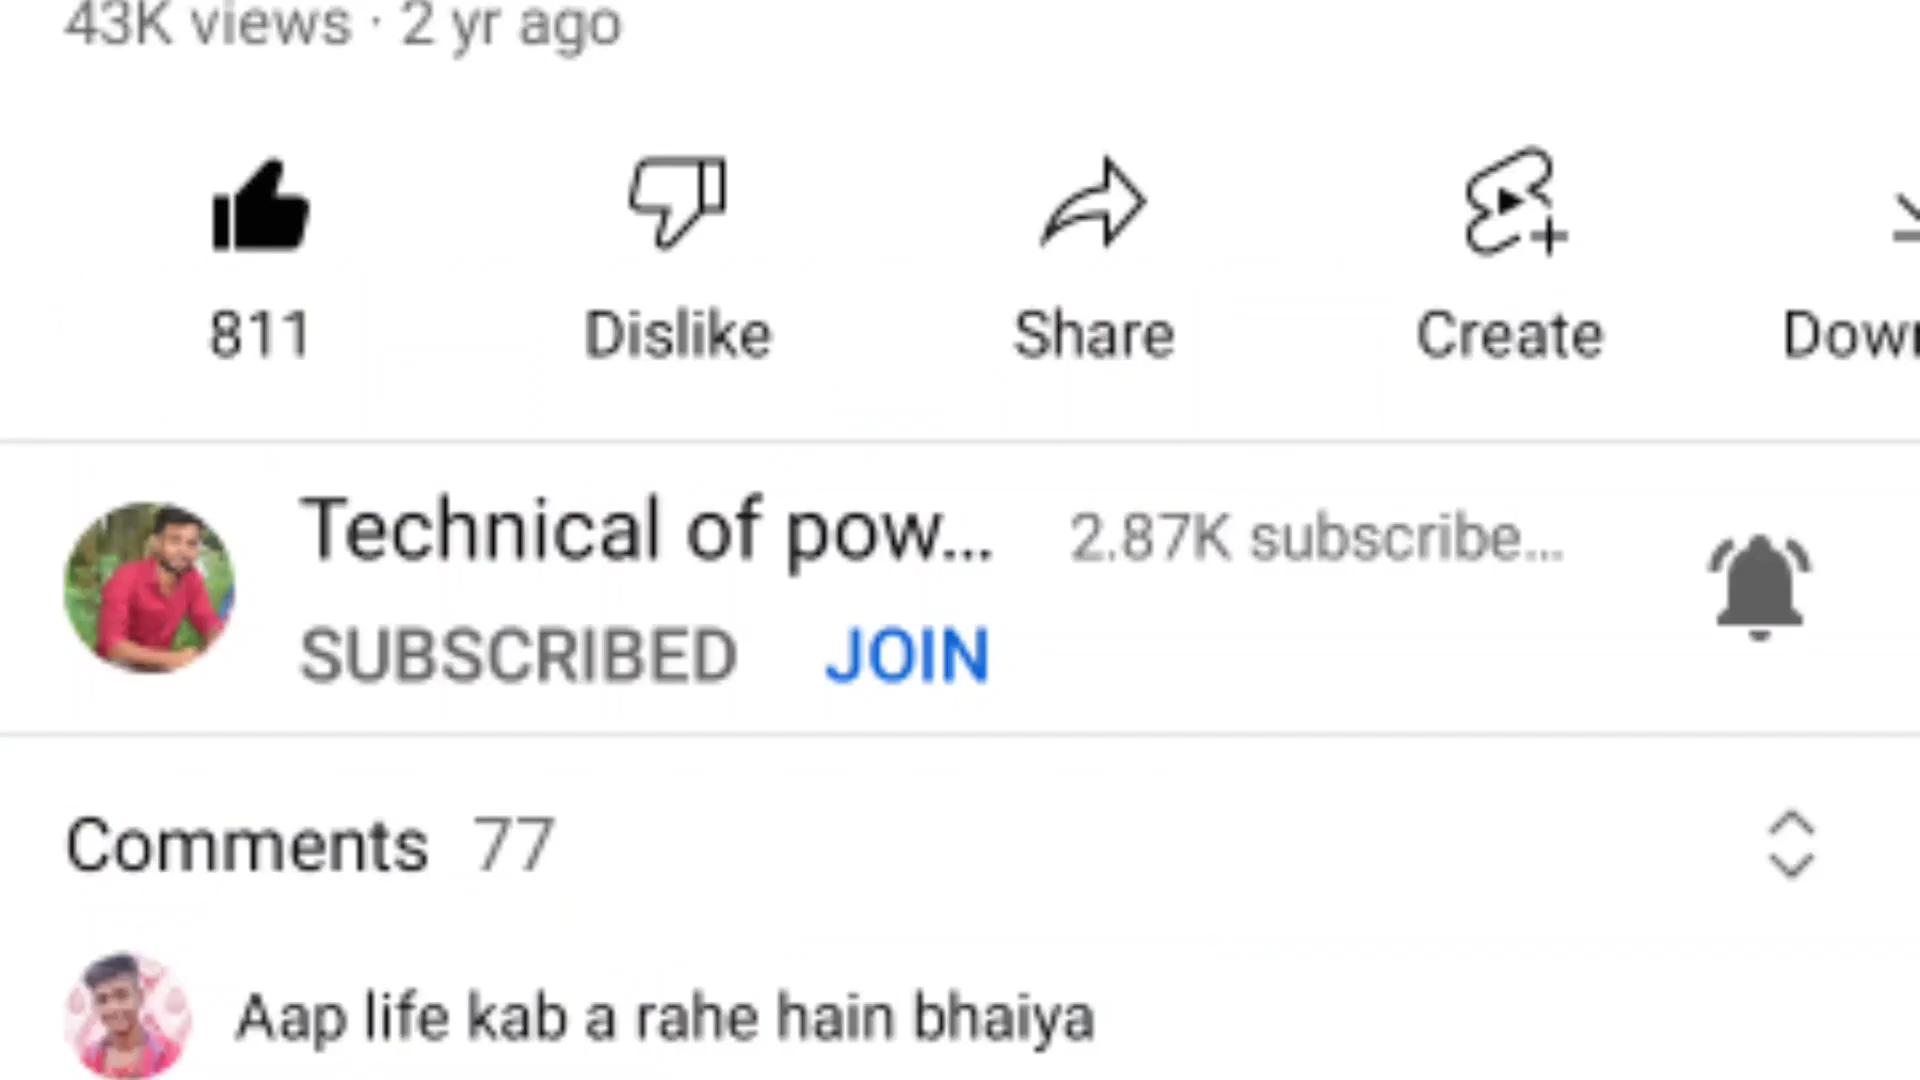 43K views · 2 yr ago
811 Dislike Share Create Down
Technical of pow... 2.87K subscribe...
SUBSCRIBED JOIN
Comments 77
Aap life kab a rahe hain bhaiya